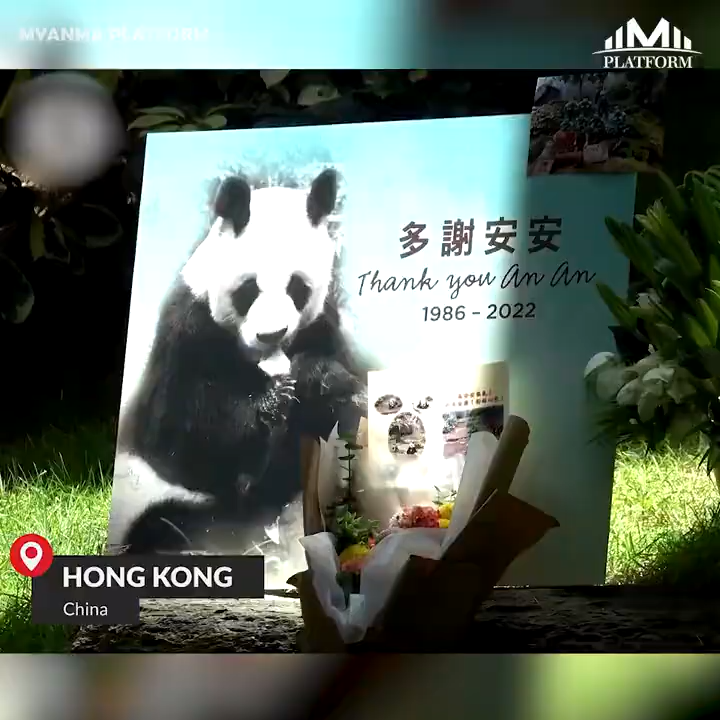 MYANMA PLATFORM
M
PLATFORM
多謝安安
Thank you An An
1986 - 2022
HONG KONG
China